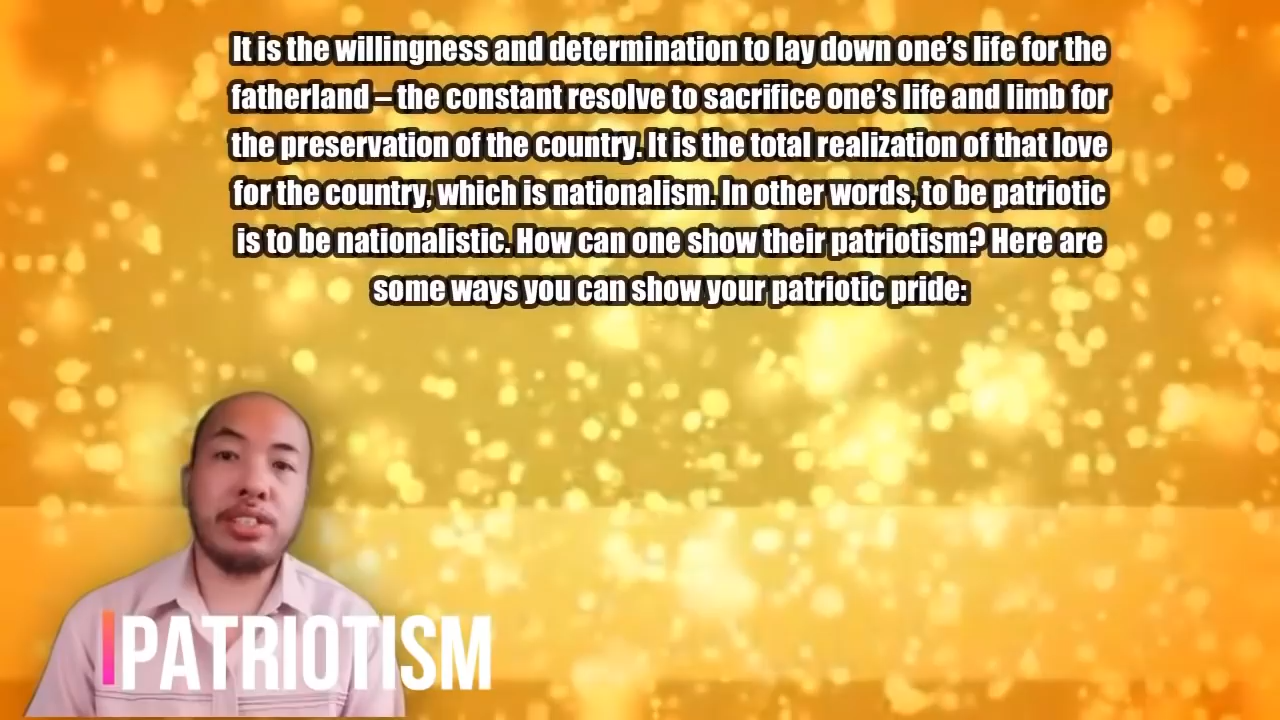 It is the willingness and determination to lay down one’s life for the
fatherland – the constant resolve to sacrifice one’s life and limb for
the preservation of the country. It is the total realization of that love
for the country, which is nationalism. In other words, to be patriotic
is to be nationalistic. How can one show their patriotism? Here are
some ways you can show your patriotic pride:
PATRIOTISM